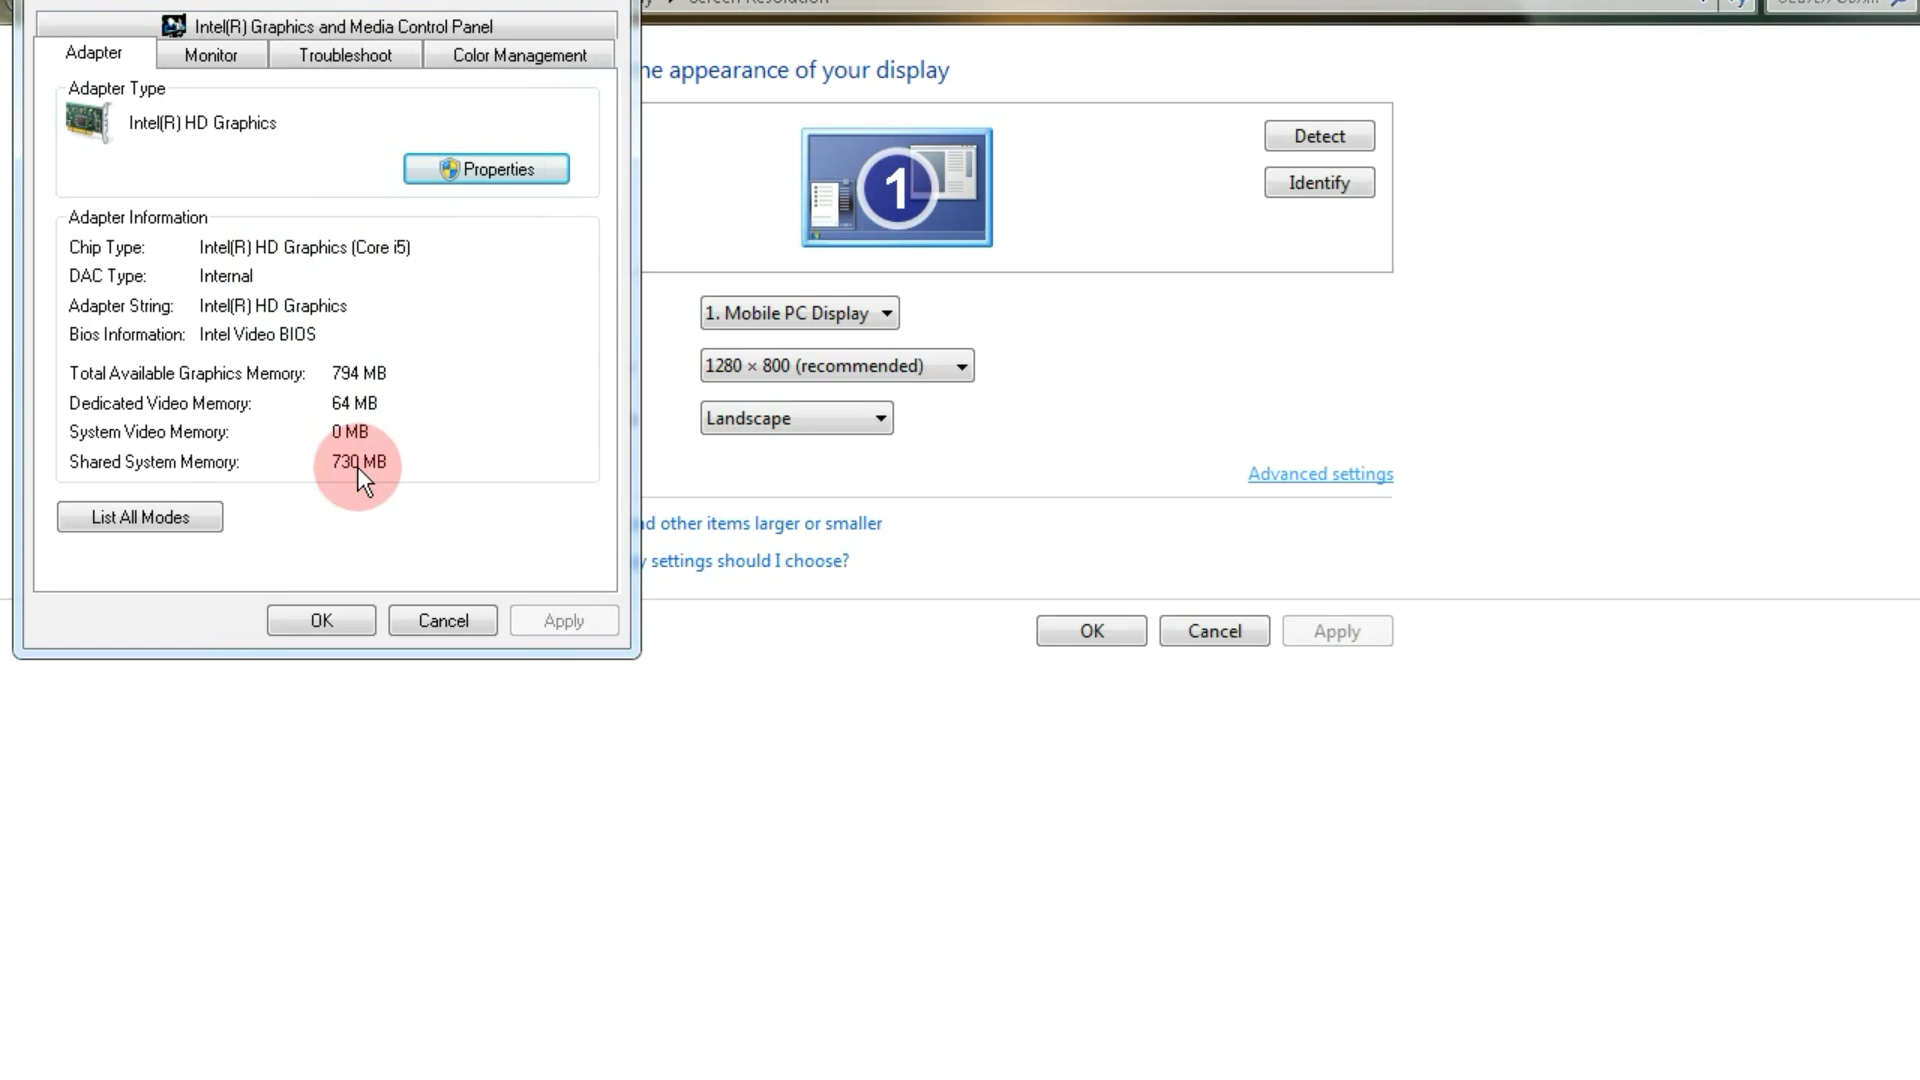 Screen Resolution
Intel(R) Graphics and Media Control Panel
Adapter
Monitor
Troubleshoot
Color Management
Adapter Type
Intel(R) HD Graphics
Properties
Adapter Information
Chip Type: Intel(R) HD Graphics (Core i5)
DAC Type: Internal
Adapter String: Intel(R) HD Graphics
Bios Information: Intel Video BIOS
Total Available Graphics Memory: 794 MB
Dedicated Video Memory: 64 MB
System Video Memory: 0 MB
Shared System Memory: 730 MB
List All Modes
OK
Cancel
Apply
he appearance of your display
1
Detect
Identify
1. Mobile PC Display
1280 × 800 (recommended)
Landscape
Advanced settings
nd other items larger or smaller
y settings should I choose?
OK
Cancel
Apply